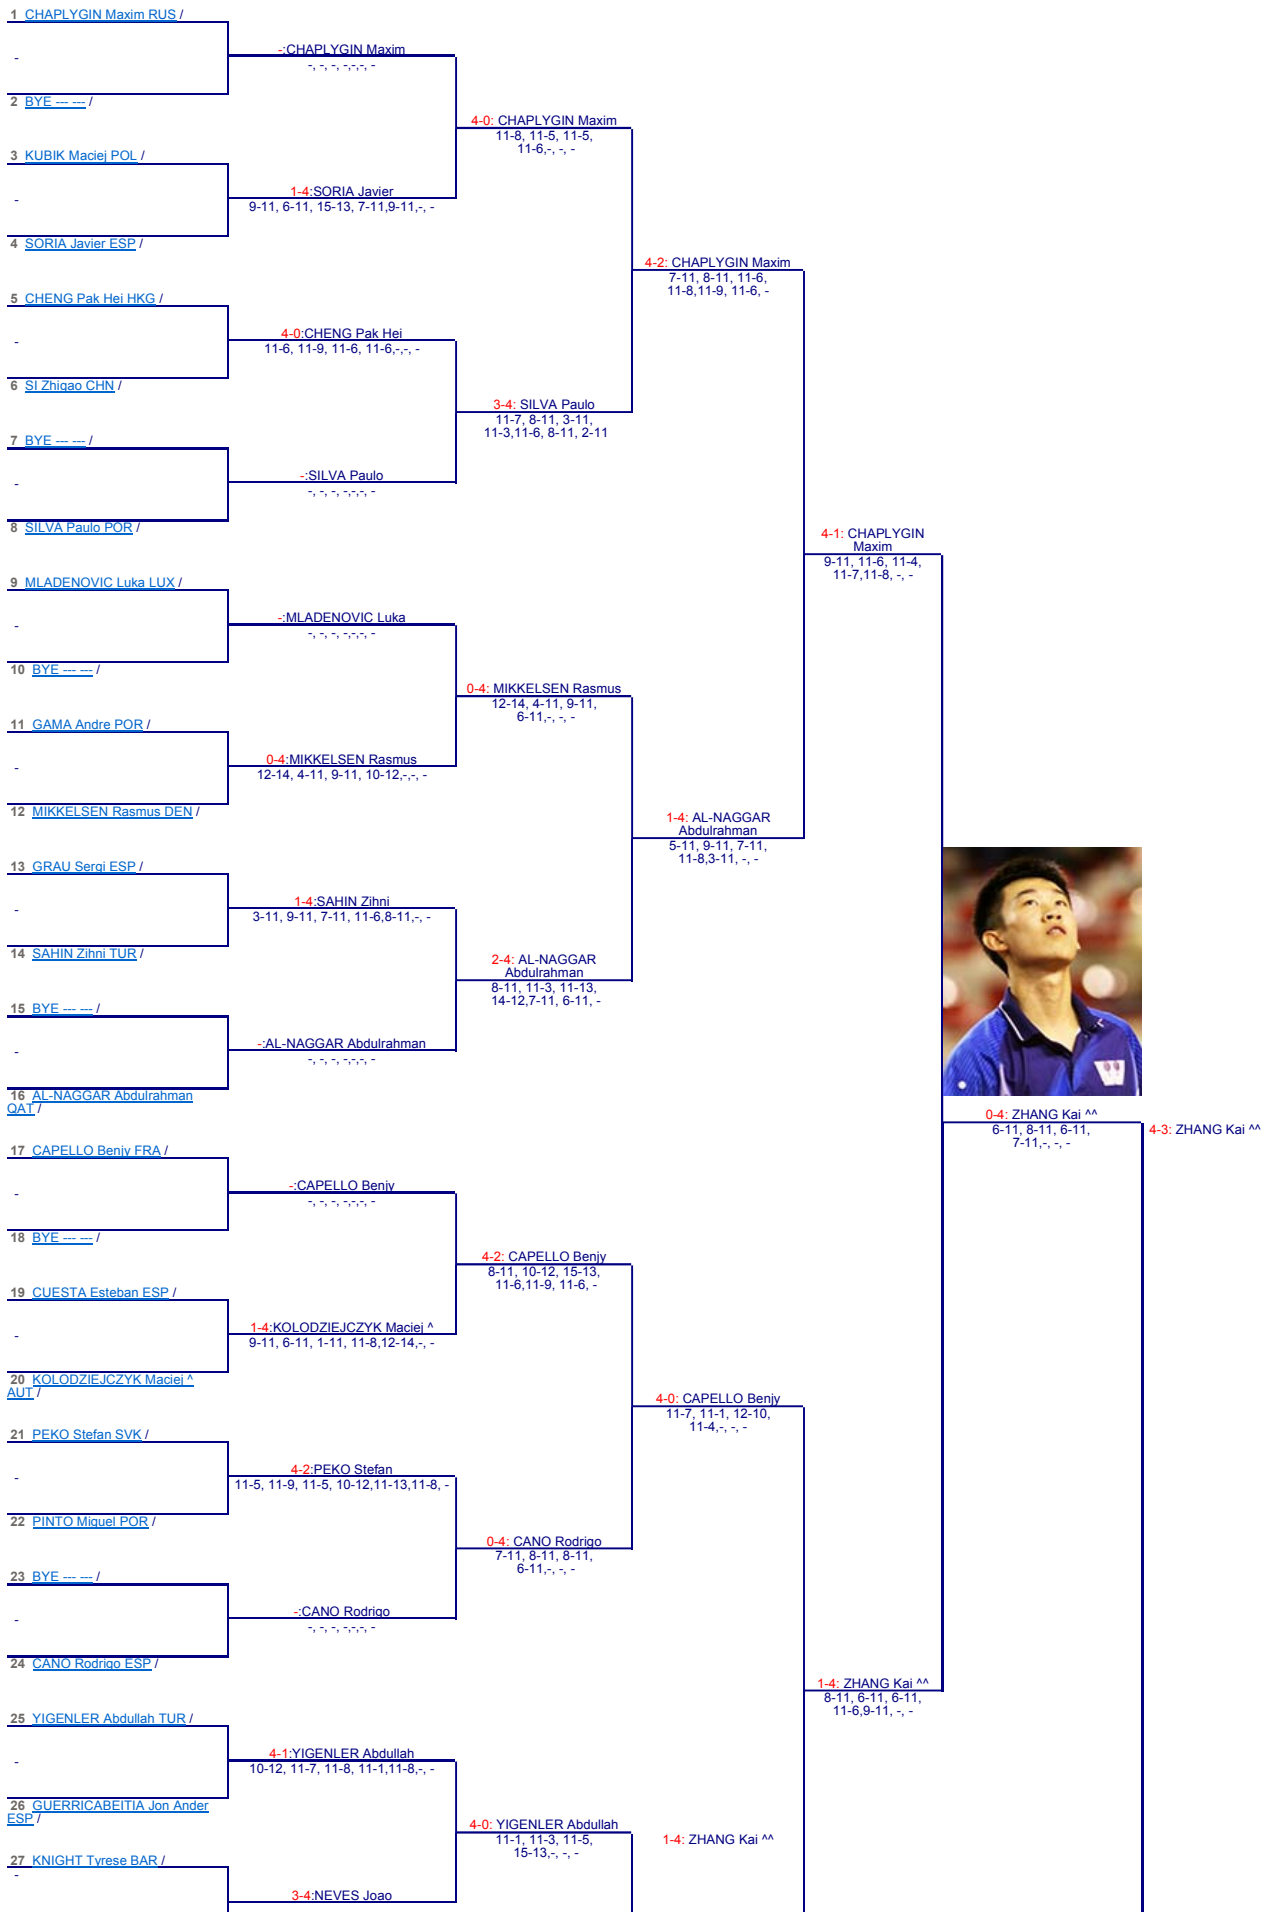 1 CHAPLYGIN Maxim RUS /
-
-:CHAPLYGIN Maxim
-, -, -, -,-,-, -
2 BYE --- --- /
4-0: CHAPLYGIN Maxim
11-8, 11-5, 11-5,
11-6,-, -, -
3 KUBIK Maciej POL /
-
1-4:SORIA Javier
9-11, 6-11, 15-13, 7-11,9-11,-, -
4 SORIA Javier ESP /
4-2: CHAPLYGIN Maxim
7-11, 8-11, 11-6,
11-8,11-9, 11-6, -
5 CHENG Pak Hei HKG /
-
4-0:CHENG Pak Hei
11-6, 11-9, 11-6, 11-6,-,-, -
6 SI Zhigao CHN /
3-4: SILVA Paulo
11-7, 8-11, 3-11,
11-3,11-6, 8-11, 2-11
7 BYE --- --- /
-
-:SILVA Paulo
-, -, -, -,-,-, -
8 SILVA Paulo POR /
4-1: CHAPLYGIN
Maxim
9-11, 11-6, 11-4,
11-7,11-8, -, -
9 MLADENOVIC Luka LUX /
-
-:MLADENOVIC Luka
-, -, -, -,-,-, -
10 BYE --- --- /
0-4: MIKKELSEN Rasmus
12-14, 4-11, 9-11,
6-11,-, -, -
11 GAMA Andre POR /
-
0-4:MIKKELSEN Rasmus
12-14, 4-11, 9-11, 10-12,-,-, -
12 MIKKELSEN Rasmus DEN /
1-4: AL-NAGGAR
Abdulrahman
5-11, 9-11, 7-11,
11-8,3-11, -, -
13 GRAU Sergi ESP /
-
1-4:SAHIN Zihni
3-11, 9-11, 7-11, 11-6,8-11,-, -
14 SAHIN Zihni TUR /
2-4: AL-NAGGAR
Abdulrahman
8-11, 11-3, 11-13,
14-12,7-11, 6-11, -
15 BYE --- --- /
-
-:AL-NAGGAR Abdulrahman
-, -, -, -,-,-, -
16 AL-NAGGAR Abdulrahman
QAT /
0-4: ZHANG Kai ^^
6-11, 8-11, 6-11,
7-11,-, -, -
4-3: ZHANG Kai ^^
17 CAPELLO Benjy FRA /
-
-:CAPELLO Benjy
-, -, -, -,-,-, -
18 BYE --- --- /
4-2: CAPELLO Benjy
8-11, 10-12, 15-13,
11-6,11-9, 11-6, -
19 CUESTA Esteban ESP /
-
1-4:KOLODZIEJCZYK Maciej ^
9-11, 6-11, 1-11, 11-8,12-14,-, -
20 KOLODZIEJCZYK Maciej ^
AUT /
4-0: CAPELLO Benjy
11-7, 11-1, 12-10,
11-4,-, -, -
21 PEKO Stefan SVK /
-
4-2:PEKO Stefan
11-5, 11-9, 11-5, 10-12,11-13,11-8, -
22 PINTO Miguel POR /
0-4: CANO Rodrigo
7-11, 8-11, 8-11,
6-11,-, -, -
23 BYE --- --- /
-
-:CANO Rodrigo
-, -, -, -,-,-, -
24 CANO Rodrigo ESP /
1-4: ZHANG Kai ^^
8-11, 6-11, 6-11,
11-6,9-11, -, -
25 YIGENLER Abdullah TUR /
-
4-1:YIGENLER Abdullah
10-12, 11-7, 11-8, 11-1,11-8,-, -
26 GUERRICABEITIA Jon Ander
ESP /
4-0: YIGENLER Abdullah
11-1, 11-3, 11-5,
15-13,-, -, -
1-4: ZHANG Kai ^^
27 KNIGHT Tyrese BAR /
-
3-4:NEVES Joao